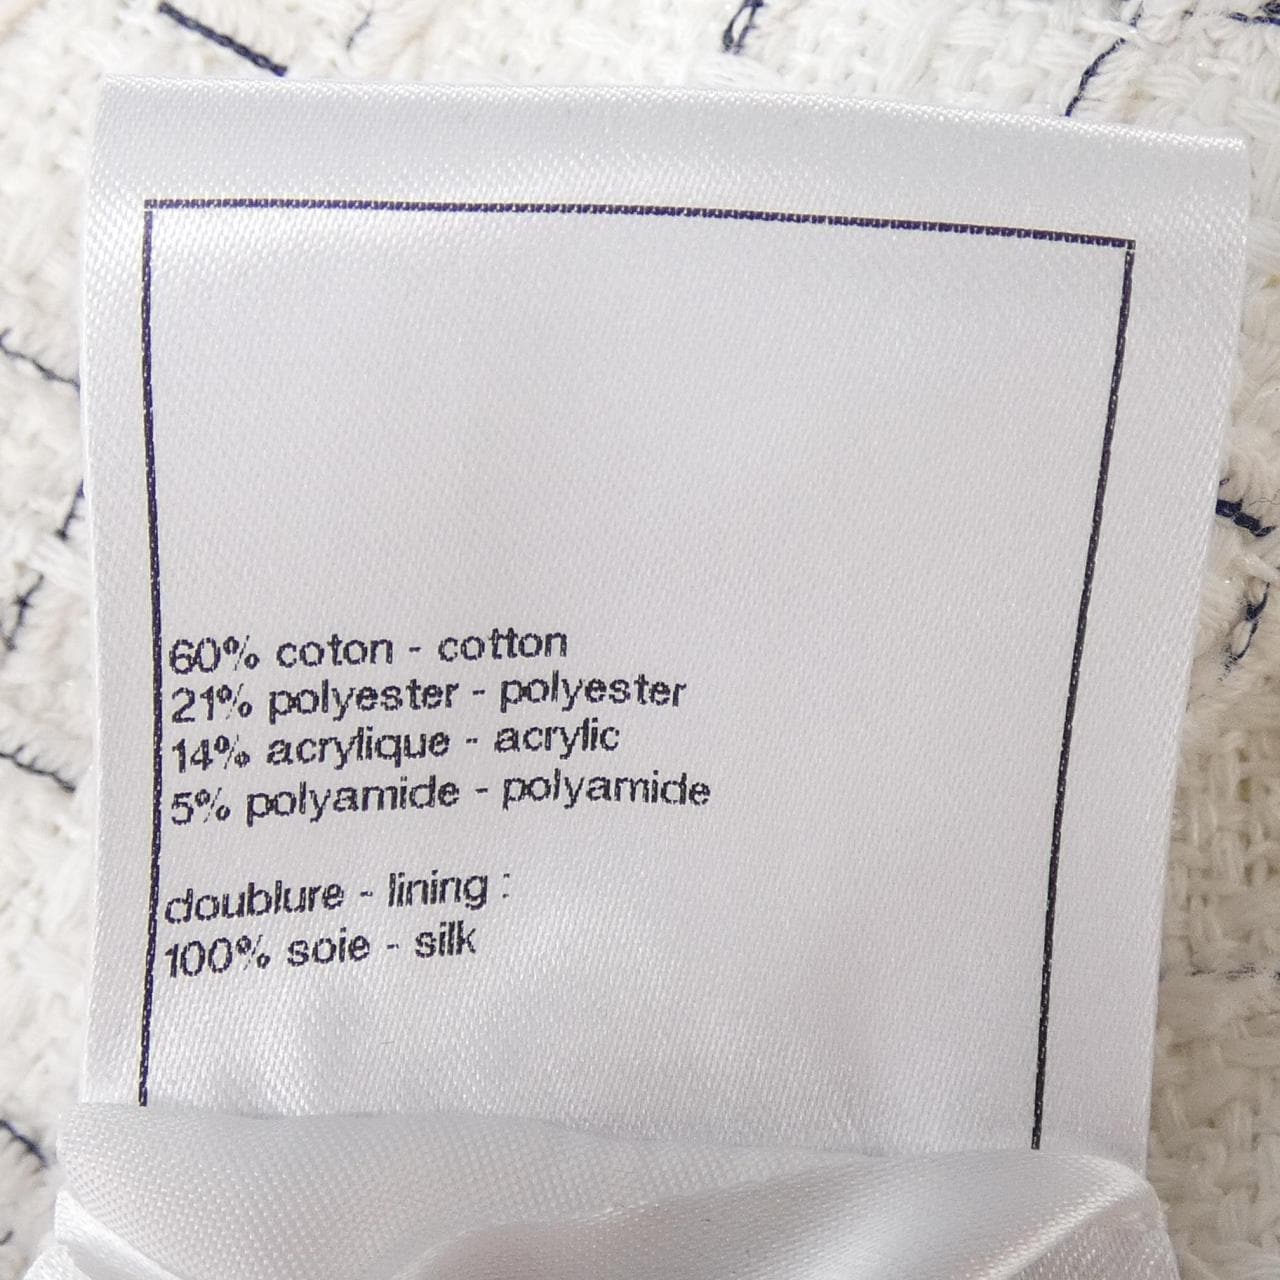 60% coton - cotton
21% polyester - polyester
14% acrylique - acrylic
5% polyamide - polyamide
doublure - lining :
100% soie - silk